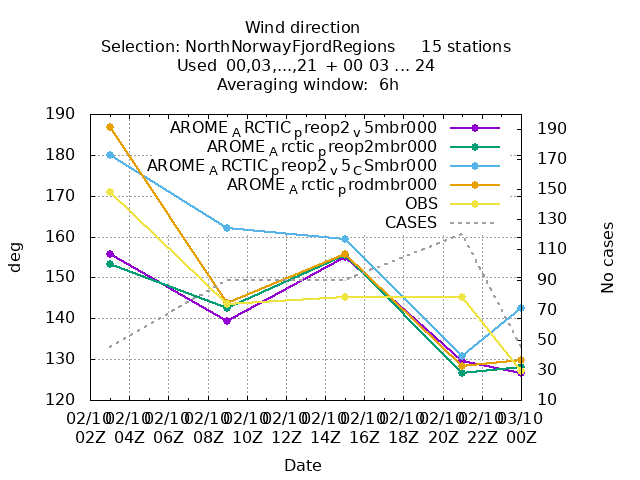 Wind direction
Selection: NorthNorwayFjordRegions 15 stations
Used 00,03,...,21 + 00 03 ... 24
Averaging window: 6h
190
180
170
160
150
140
130
120
deg
AROME_ARCTIC_preop2_v5mbr000
AROME_Arctic_preop2mbr000
AROME_ARCTIC_preop2_v5_CSmbr000
AROME_Arctic_prodmbr000
OBS
CASES
190
170
150
130
110
90
70
50
30
10
No cases
02/10 02/10 02/10 02/10 02/10 02/10 02/10 02/10 02/10 02/10 02/10 03/10
02Z 04Z 06Z 08Z 10Z 12Z 14Z 16Z 18Z 20Z 22Z 00Z
Date